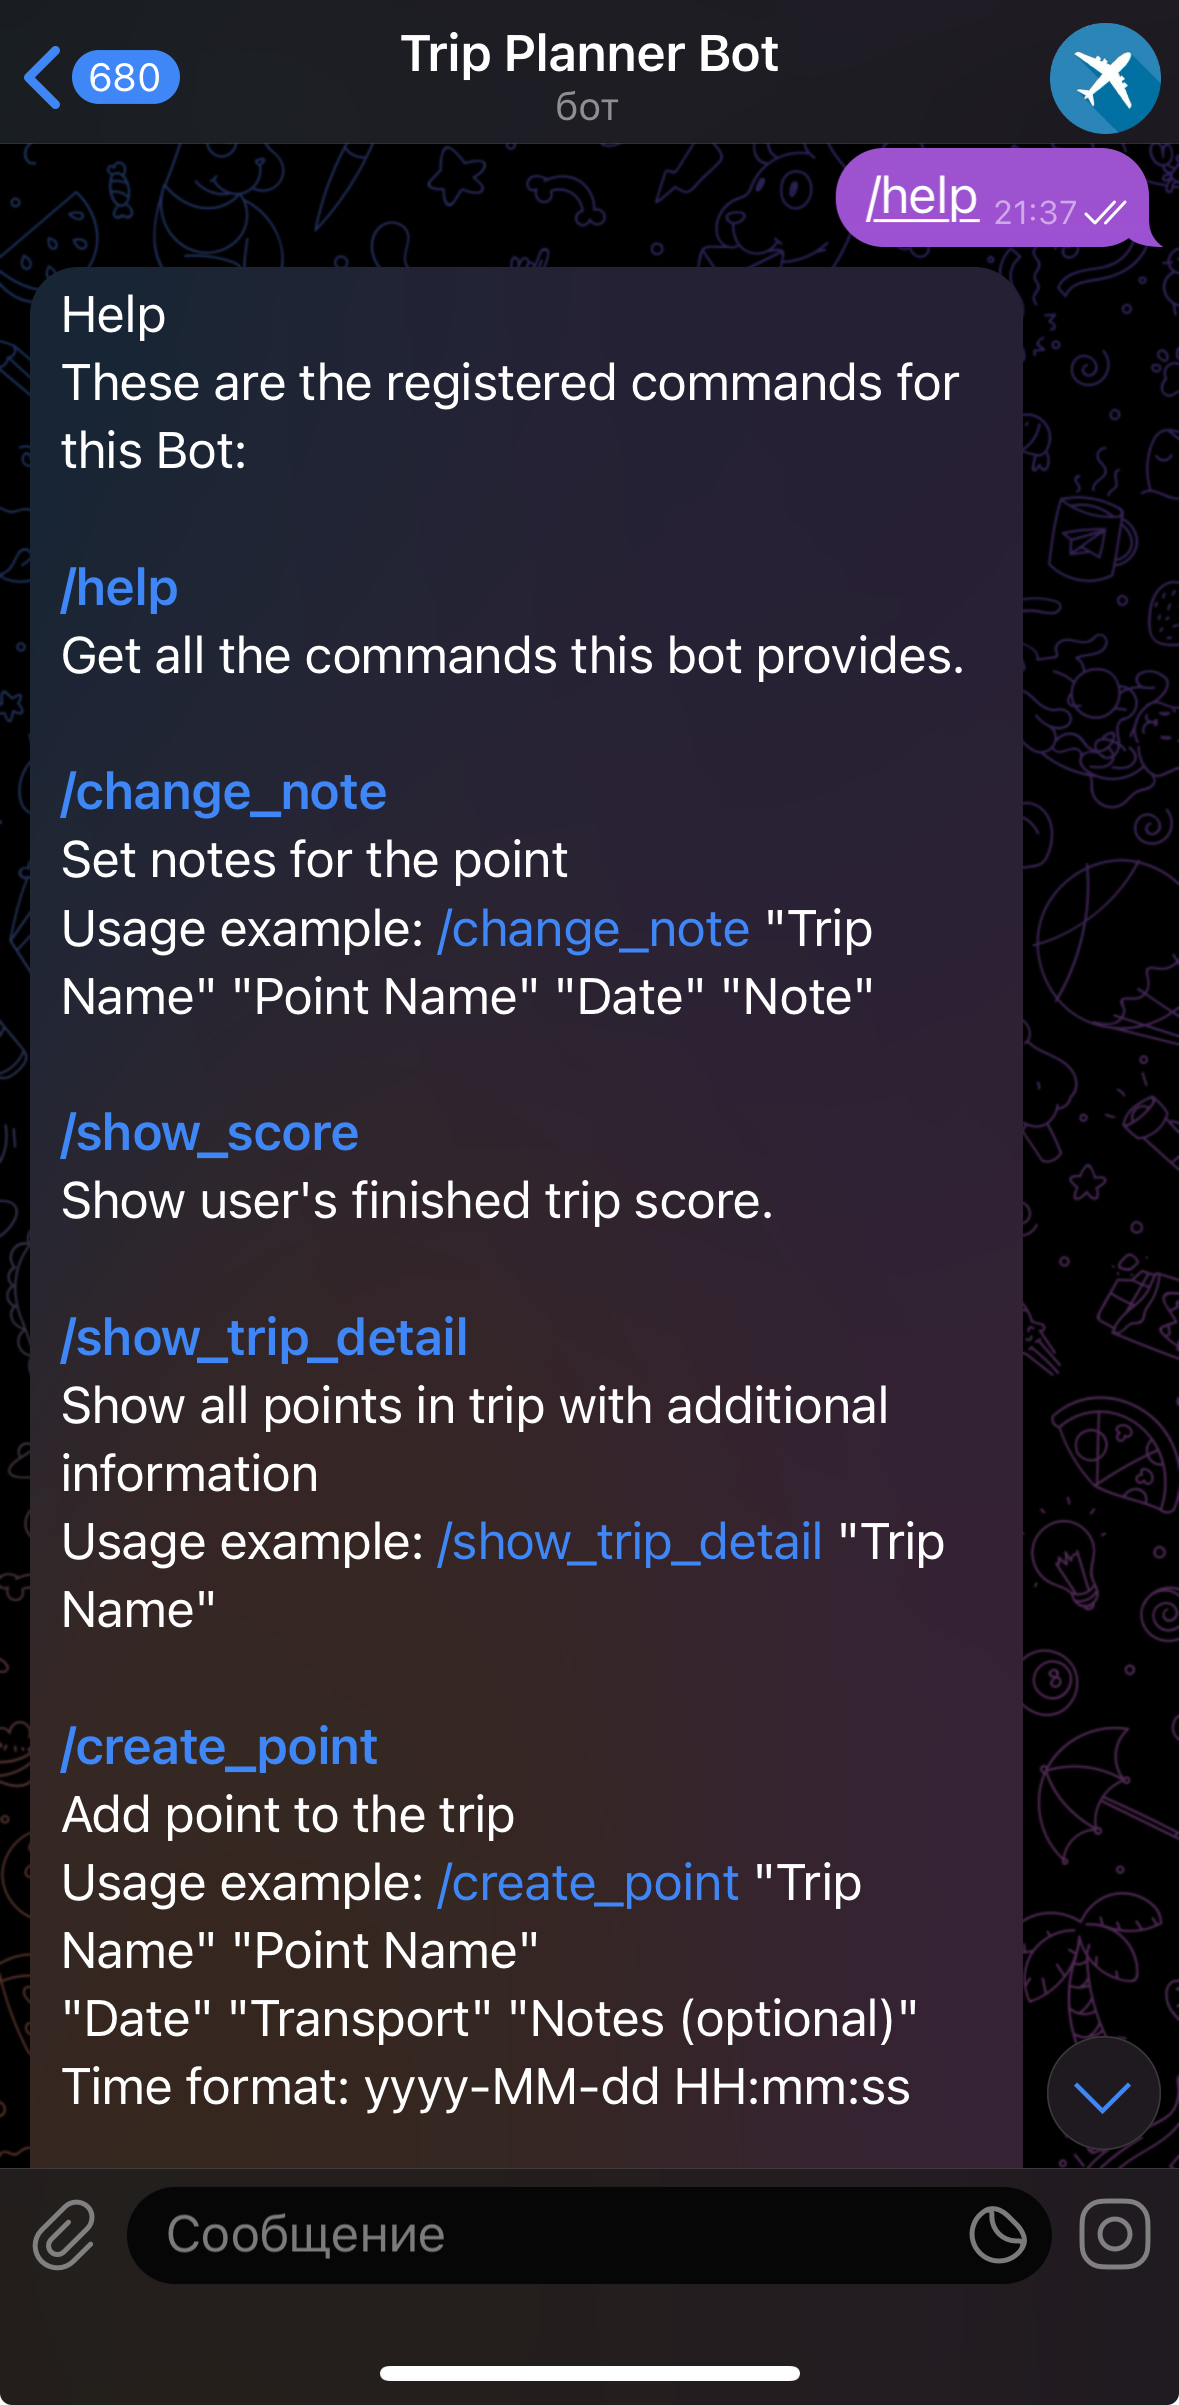 680
Trip Planner Bot
бот
/help 21:37
Help
These are the registered commands for
this Bot:
/help
Get all the commands this bot provides.
/change_note
Set notes for the point
Usage example: /change_note "Trip
Name" "Point Name" "Date" "Note"
/show_score
Show user's finished trip score.
/show_trip_detail
Show all points in trip with additional
information
Usage example: /show_trip_detail "Trip
Name"
/create_point
Add point to the trip
Usage example: /create_point "Trip
Name" "Point Name"
"Date" "Transport" "Notes (optional)"
Time format: yyyy-MM-dd HH:mm:ss
Сообщение